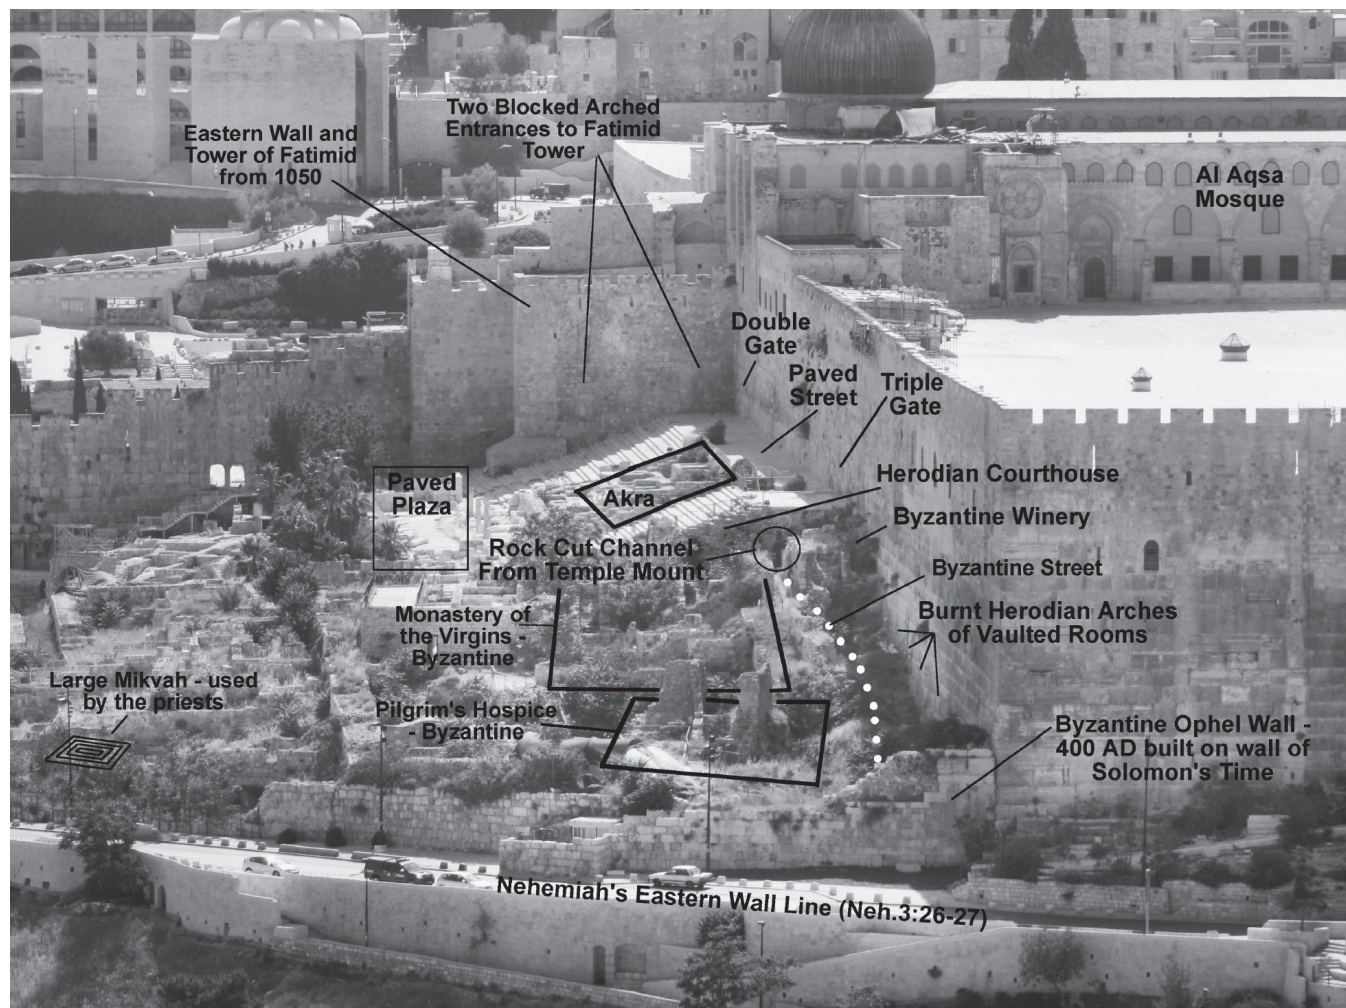 Two Blocked Arched
Entrances to Fatimid
Tower
Eastern Wall and
Tower of Fatimid
from 1050
Al Aqsa
Mosque
Double
Gate
Paved
Street
Triple
Gate
Herodian Courthouse
Paved
Plaza
Akra
Byzantine Winery
Rock Cut Channel
From Temple Mount
Byzantine Street
Monastery of
the Virgins -
Byzantine
Burnt Herodian Arches
of Vaulted Rooms
Large Mikvah - used
by the priests
Pilgrim's Hospice
- Byzantine
Byzantine Ophel Wall -
400 AD built on wall of
Solomon's Time
Nehemiah's Eastern Wall Line (Neh.3:26-27)